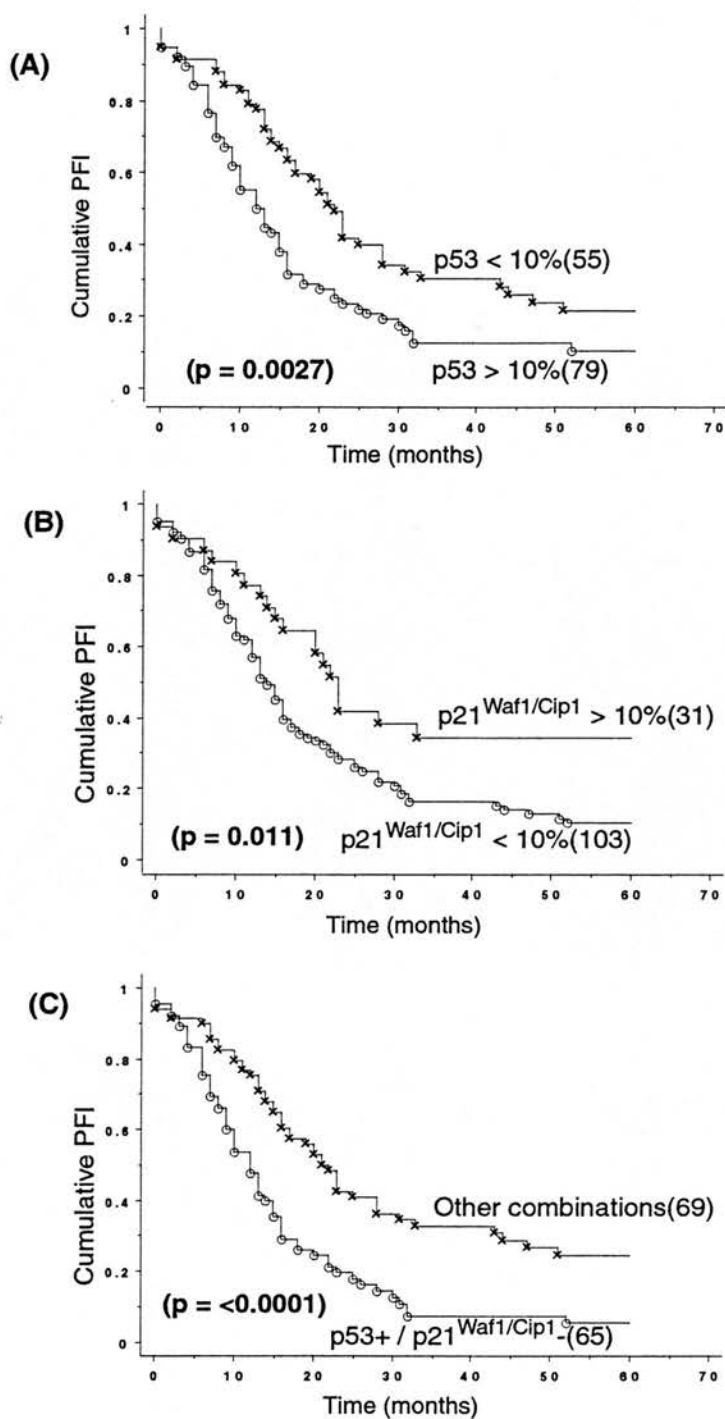 (A)
Cumulative PFI
1
0.8
0.6
0.4
0.2
0
p53 < 10%(55)
(p = 0.0027)
p53 > 10%(79)
0 10 20 30 40 50 60 70
Time (months)
(B)
Cumulative PFI
1
0.8
0.6
0.4
0.2
0
p21Waf1/Cip1 > 10%(31)
(p = 0.011)
p21Waf1/Cip1 < 10%(103)
0 10 20 30 40 50 60 70
Time (months)
(C)
Cumulative PFI
1
0.8
0.6
0.4
0.2
0
Other combinations(69)
(p = <0.0001)
p53+ / p21Waf1/Cip1-(65)
0 10 20 30 40 50 60 70
Time (months)